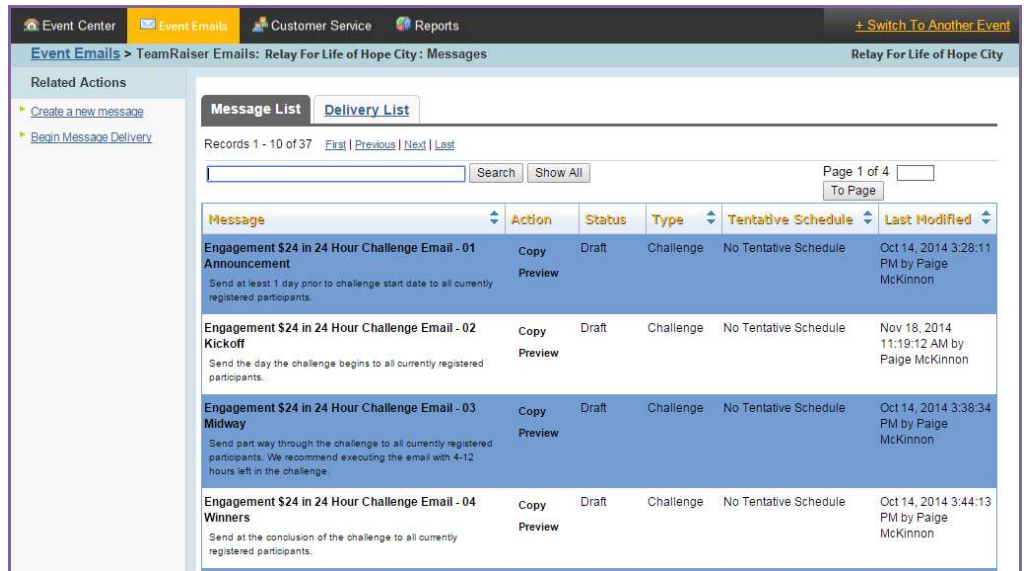 Event Center Event Emails Customer Service Reports + Switch To Another Event
Event Emails > TeamRaiser Emails: Relay For Life of Hope City: Messages Relay For Life of Hope City
Related Actions
Create a new message
Begin Message Delivery
Message List Delivery List
Records 1 - 10 of 37 First | Previous | Next | Last
Search Show All Page 1 of 4
To Page
Message Action Status Type Tentative Schedule Last Modified
Engagement $24 in 24 Hour Challenge Email - 01 Copy Draft Challenge No Tentative Schedule Oct 14, 2014 3:28:11
Announcement PM by Paige
Send at least 1 day prior to challenge start date to all currently Preview McKinnon
registered participants.
Engagement $24 in 24 Hour Challenge Email - 02 Copy Draft Challenge No Tentative Schedule Nov 18, 2014
Kickoff 11:19:12 AM by
Send the day the challenge begins to all currently registered Preview Paige McKinnon
participants.
Engagement $24 in 24 Hour Challenge Email - 03 Copy Draft Challenge No Tentative Schedule Oct 14, 2014 3:38:34
Midway PM by Paige
Send part way through the challenge to all currently registered Preview McKinnon
participants. We recommend executing the email with 4-12
hours left in the challenge.
Engagement $24 in 24 Hour Challenge Email - 04 Copy Draft Challenge No Tentative Schedule Oct 14, 2014 3:44:13
Winners PM by Paige
Send at the conclusion of the challenge to all currently Preview McKinnon
registered participants.